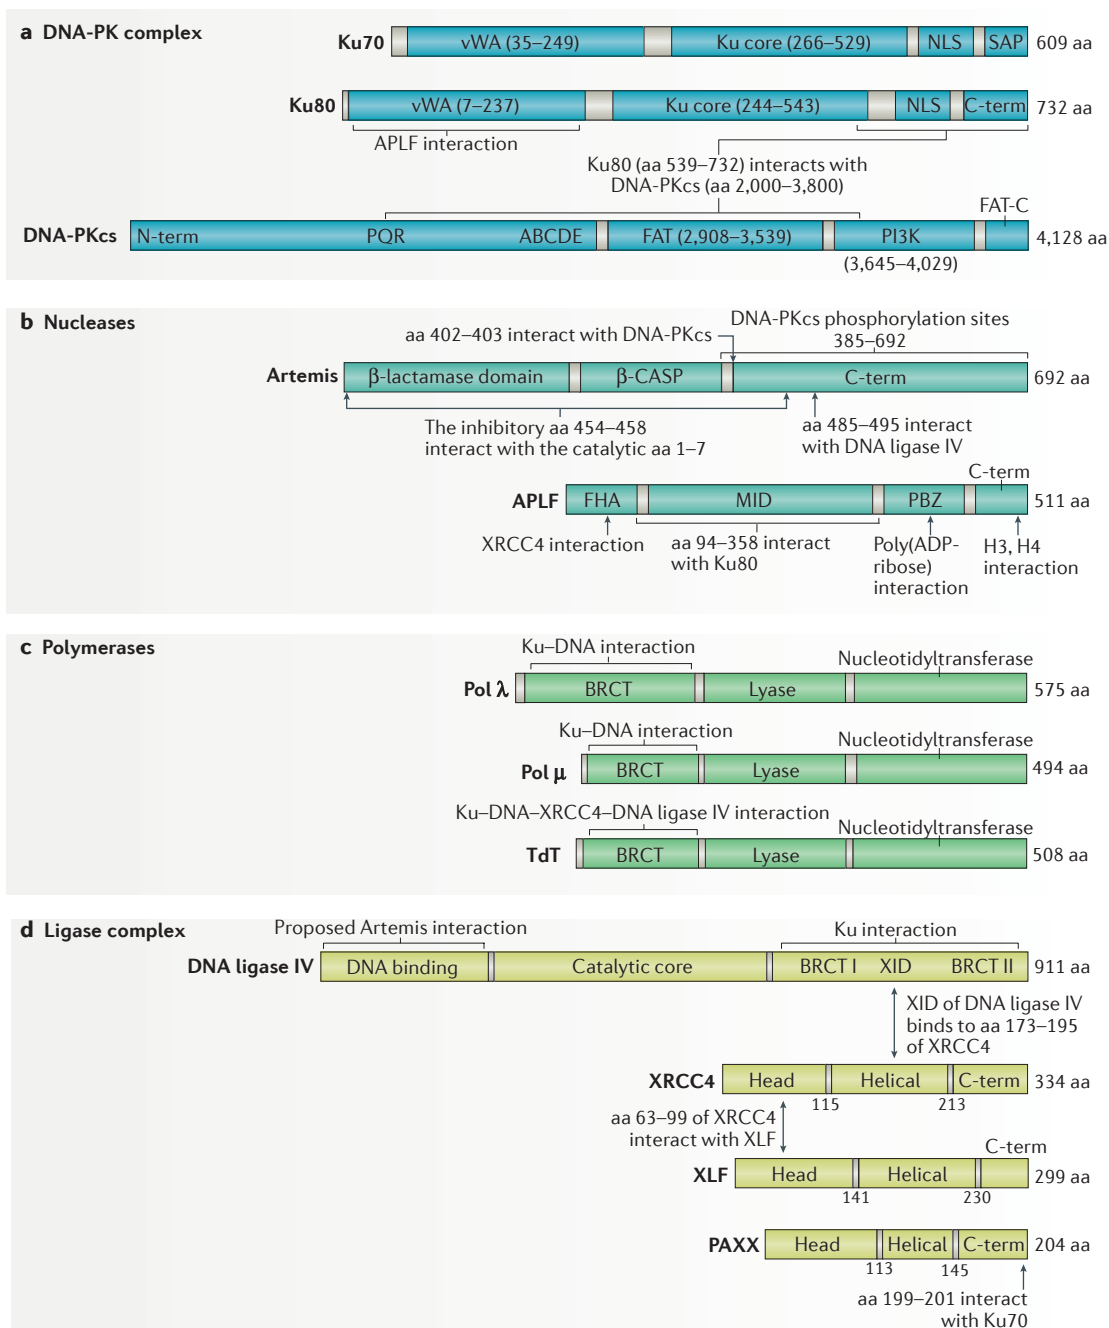 a DNA-PK complex
Ku70 vWA (35–249) Ku core (266–529) NLS SAP 609 aa
Ku80 vWA (7–237) Ku core (244–543) NLS C-term 732 aa
APLF interaction
Ku80 (aa 539–732) interacts with
DNA-PKcs (aa 2,000–3,800)
FAT-C
DNA-PKcs N-term PQR ABCDE FAT (2,908–3,539) PI3K 4,128 aa
(3,645–4,029)
b Nucleases
DNA-PKcs phosphorylation sites
385–692
aa 402–403 interact with DNA-PKcs
Artemis β-lactamase domain β-CASP C-term 692 aa
The inhibitory aa 454–458
interact with the catalytic aa 1–7
aa 485–495 interact
with DNA ligase IV
C-term
APLF FHA MID PBZ 511 aa
XRCC4 interaction
aa 94–358 interact
with Ku80
Poly(ADP-
ribose)
interaction
H3, H4
interaction
c Polymerases
Ku–DNA interaction
Nucleotidyltransferase
Pol λ BRCT Lyase 575 aa
Ku–DNA interaction
Nucleotidyltransferase
Pol μ BRCT Lyase 494 aa
Ku–DNA–XRCC4–DNA ligase IV interaction
Nucleotidyltransferase
TdT BRCT Lyase 508 aa
d Ligase complex
Proposed Artemis interaction
Ku interaction
DNA ligase IV DNA binding Catalytic core BRCT I XID BRCT II 911 aa
XID of DNA ligase IV
binds to aa 173–195
of XRCC4
XRCC4 Head Helical C-term 334 aa
115 213
aa 63–99 of XRCC4
interact with XLF
C-term
XLF Head Helical 299 aa
141 230
PAXX Head Helical C-term 204 aa
113 145
aa 199–201 interact
with Ku70